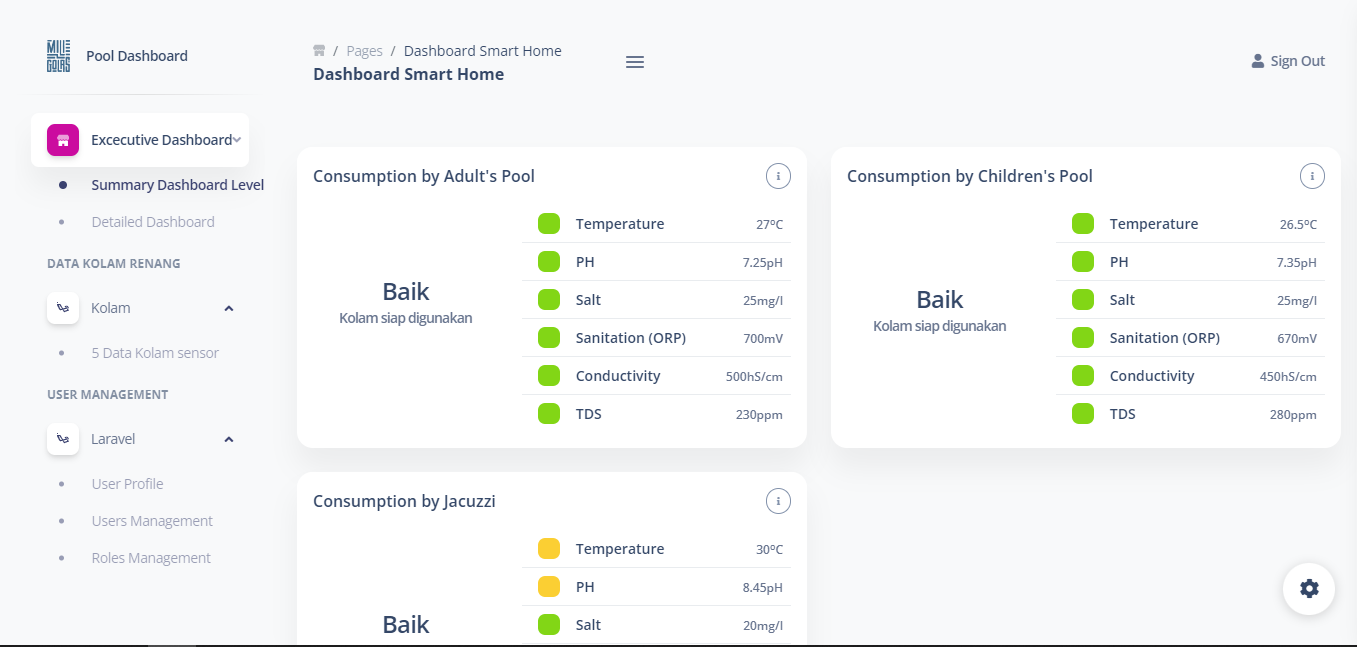 MILLE
GOLAS
Pool Dashboard
Excecutive Dashboard
Summary Dashboard Level
Detailed Dashboard
DATA KOLAM RENANG
Kolam
5 Data Kolam sensor
USER MANAGEMENT
Laravel
User Profile
Users Management
Roles Management
/ Pages / Dashboard Smart Home
Dashboard Smart Home
Sign Out
Consumption by Adult's Pool
i
Baik
Kolam siap digunakan
Temperature 27ºC
PH 7.25pH
Salt 25mg/l
Sanitation (ORP) 700mV
Conductivity 500hS/cm
TDS 230ppm
Consumption by Children's Pool
i
Baik
Kolam siap digunakan
Temperature 26.5ºC
PH 7.35pH
Salt 25mg/l
Sanitation (ORP) 670mV
Conductivity 450hS/cm
TDS 280ppm
Consumption by Jacuzzi
i
Baik
Temperature 30ºC
PH 8.45pH
Salt 20mg/l